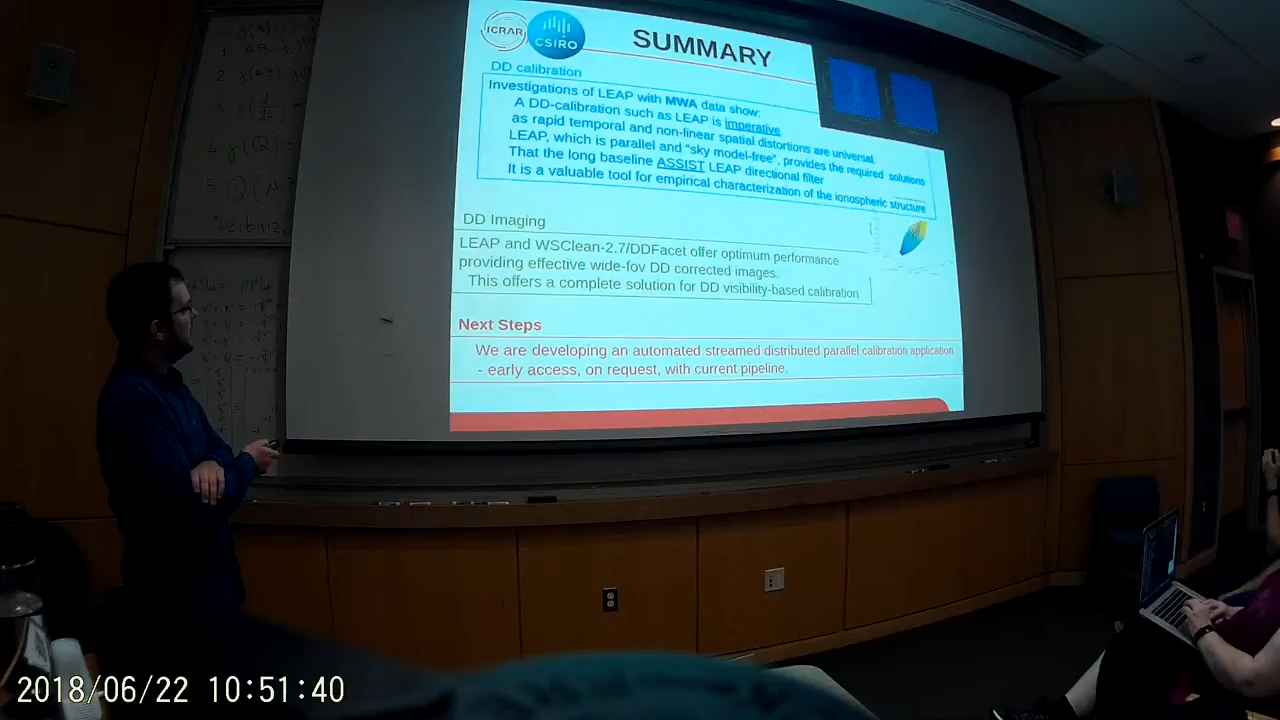 ICRAR
CSIRO
SUMMARY
DD calibration
Investigations of LEAP with MWA data show:
A DD-calibration such as LEAP is imperative
as rapid temporal and non-linear spatial distortions are universal.
LEAP, which is parallel and "sky model-free", provides the required solutions
That the long baseline ASSIST LEAP directional filter
It is a valuable tool for empirical characterization of the ionospheric structure
DD Imaging
LEAP and WSClean-2.7/DDFacet offer optimum performance
providing effective wide-fov DD corrected images.
This offers a complete solution for DD visibility-based calibration
Next Steps
We are developing an automated streamed distributed parallel calibration application
- early access, on request, with current pipeline.
2018/06/22 10:51:40